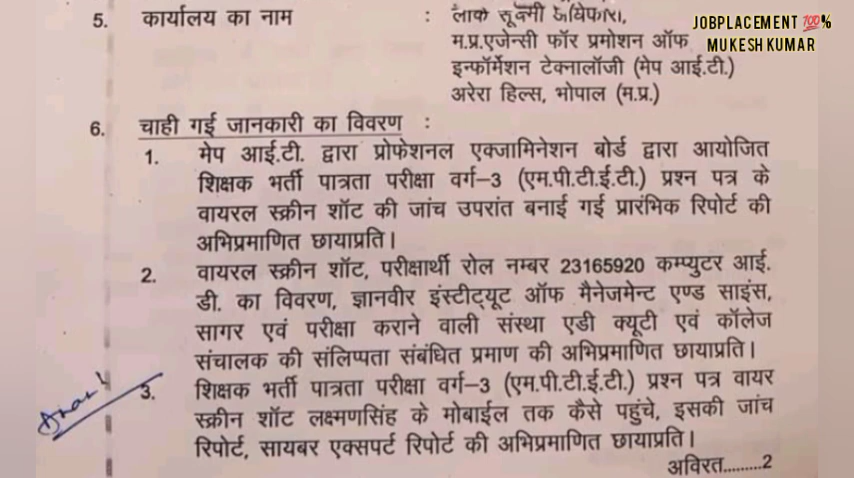 JOBPLACEMENT 💯%
MUKESH KUMAR
5. कार्यालय का नाम : लोक सूचना अधिकारी,
म.प्र.एजेन्सी फॉर प्रमोशन ऑफ
इन्फॉर्मेशन टेक्नालॉजी (मेप आई.टी.)
अरेरा हिल्स, भोपाल (म.प्र.)
6. चाही गई जानकारी का विवरण :
1. मेप आई.टी. द्वारा प्रोफेशनल एक्जामिनेशन बोर्ड द्वारा आयोजित
शिक्षक भर्ती पात्रता परीक्षा वर्ग–3 (एम.पी.टी.ई.टी.) प्रश्न पत्र के
वायरल स्क्रीन शॉट की जांच उपरांत बनाई गई प्रारंभिक रिपोर्ट की
अभिप्रमाणित छायाप्रति।
2. वायरल स्क्रीन शॉट, परीक्षार्थी रोल नम्बर 23165920 कम्प्युटर आई.
डी. का विवरण, ज्ञानवीर इंस्टीट्यूट ऑफ मैनेजमेन्ट एण्ड साइंस,
सागर एवं परीक्षा कराने वाली संस्था एडी क्यूटी एवं कॉलेज
संचालक की संलिप्पता संबंधित प्रमाण की अभिप्रमाणित छायाप्रति।
3. शिक्षक भर्ती पात्रता परीक्षा वर्ग–3 (एम.पी.टी.ई.टी.) प्रश्न पत्र वायर
स्क्रीन शॉट लक्ष्मणसिंह के मोबाईल तक कैसे पहुंचे, इसकी जांच
रिपोर्ट, सायबर एक्सपर्ट रिपोर्ट की अभिप्रमाणित छायाप्रति।
अविरत.........2